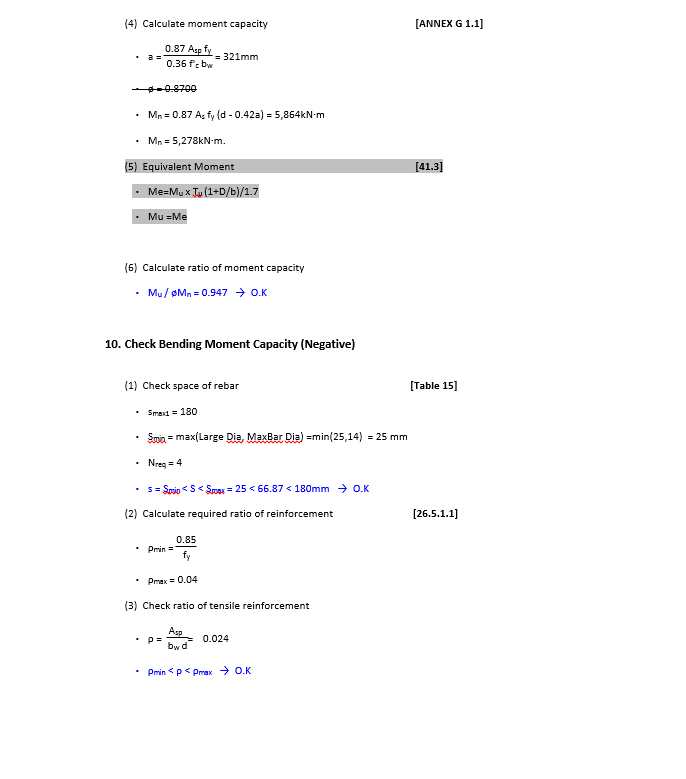 (4) Calculate moment capacity [ANNEX G 1.1]
· a = 0.87 Asp fy / 0.36 f'c bw = 321mm
· ø = 0.8700
· Mn = 0.87 As fy (d - 0.42a) = 5,864kN·m
· Mn = 5,278kN·m.
(5) Equivalent Moment [41.3]
· Me=Mu x Tu (1+D/b)/1.7
· Mu =Me
(6) Calculate ratio of moment capacity
· Mu / øMn = 0.947 → O.K
10. Check Bending Moment Capacity (Negative)
(1) Check space of rebar [Table 15]
· smax1 = 180
· Smin = max(Large Dia, MaxBar Dia) =min(25,14) = 25 mm
· Nreq = 4
· s = Smin < S < Smax = 25 < 66.87 < 180mm → O.K
(2) Calculate required ratio of reinforcement [26.5.1.1]
· ρmin = 0.85 / fy
· ρmax = 0.04
(3) Check ratio of tensile reinforcement
· ρ = Asp / bw d = 0.024
· ρmin < ρ < ρmax → O.K